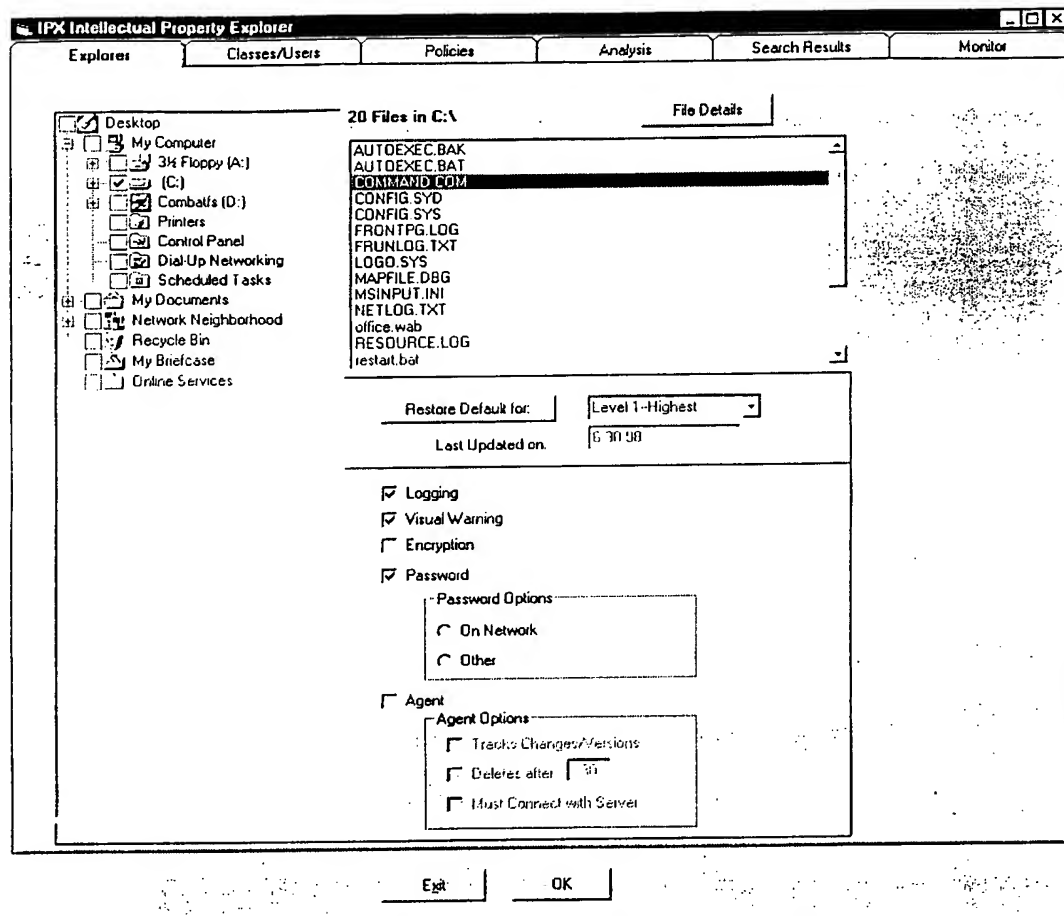 IPX Intellectual Property Explorer
Explorer Classes/Users Policies Analysis Search Results Monitor
Desktop
My Computer
3½ Floppy (A:)
(C:)
Combatfs (D:)
Printers
Control Panel
Dial-Up Networking
Scheduled Tasks
My Documents
Network Neighborhood
Recycle Bin
My Briefcase
Online Services
20 Files in C:\ File Details
AUTOEXEC.BAK
AUTOEXEC.BAT
COMMAND.COM
CONFIG.SYD
CONFIG.SYS
FRONTPG.LOG
FRUNLOG.TXT
LOGO.SYS
MAPFILE.DBG
MSINPUT.INI
NETLOG.TXT
office.wab
RESOURCE.LOG
restart.bat
Restore Default for: Level 1--Highest
Last Updated on. 6 30 98
Logging
Visual Warning
Encryption
Password
Password Options
On Network
Other
Agent
Agent Options
Tracks Changes/Versions
Deletes after 30
Must Connect with Server
Exit OK